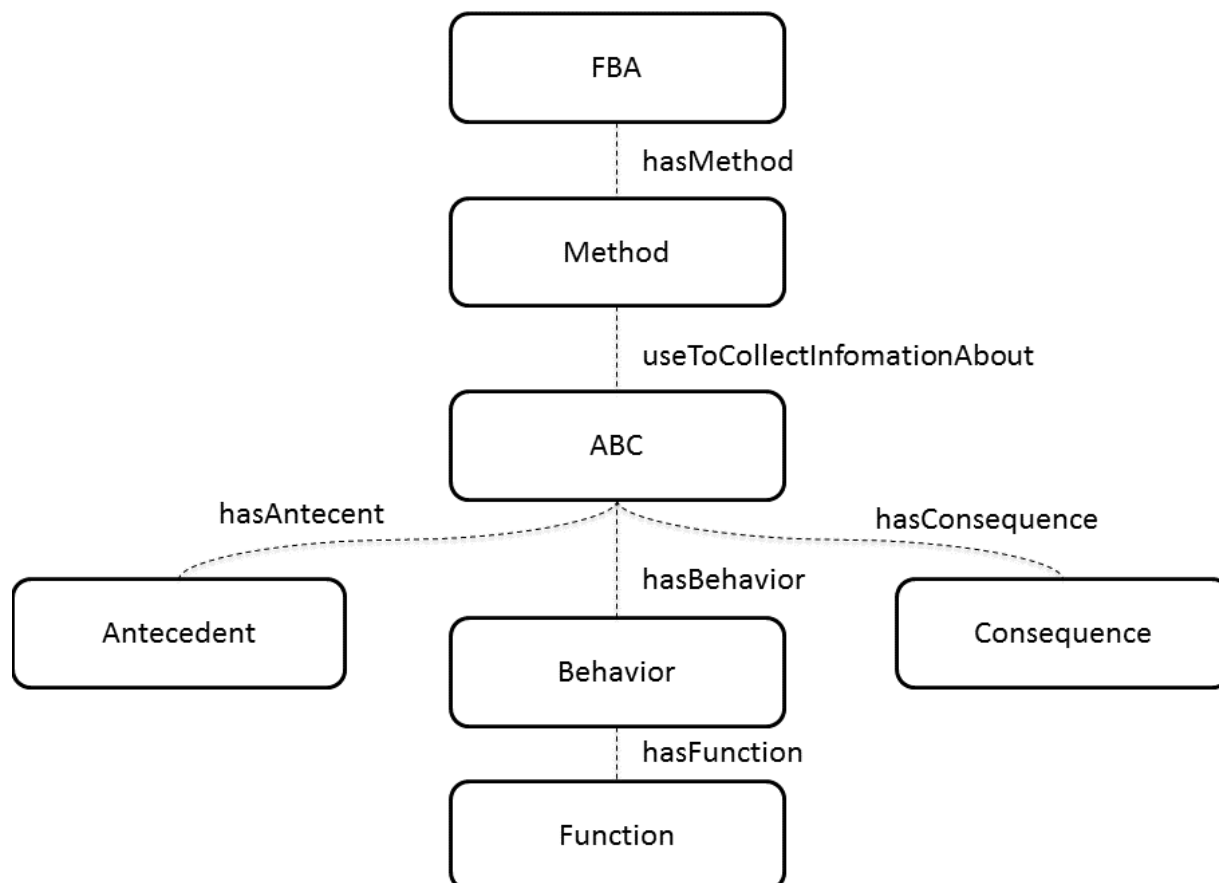 FBA
hasMethod
Method
useToCollectInfomationAbout
ABC
hasAntecent
hasConsequence
hasBehavior
Antecedent
Consequence
Behavior
hasFunction
Function